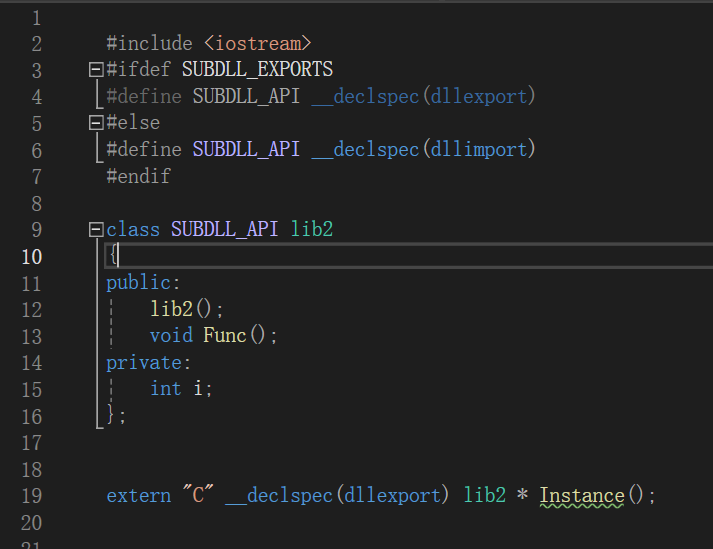 1
2 #include <iostream>
3 #ifdef SUBDLL_EXPORTS
4 #define SUBDLL_API __declspec(dllexport)
5 #else
6 #define SUBDLL_API __declspec(dllimport)
7 #endif
8
9 class SUBDLL_API lib2
10 {
11 public:
12 lib2();
13 void Func();
14 private:
15 int i;
16 };
17
18
19 extern "C" __declspec(dllexport) lib2 * Instance();
20
21